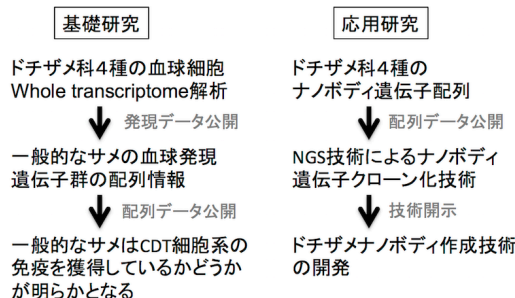 基礎研究
ドチザメ科４種の血球細胞
Whole transcriptome解析
発現データ公開
一般的なサメの血球発現
遺伝子群の配列情報
配列データ公開
一般的なサメはCDT細胞系の
免疫を獲得しているかどうか
が明らかとなる
応用研究
ドチザメ科４種の
ナノボディ遺伝子配列
配列データ公開
NGS技術によるナノボディ
遺伝子クローン化技術
技術開示
ドチザメナノボディ作成技術
の開発